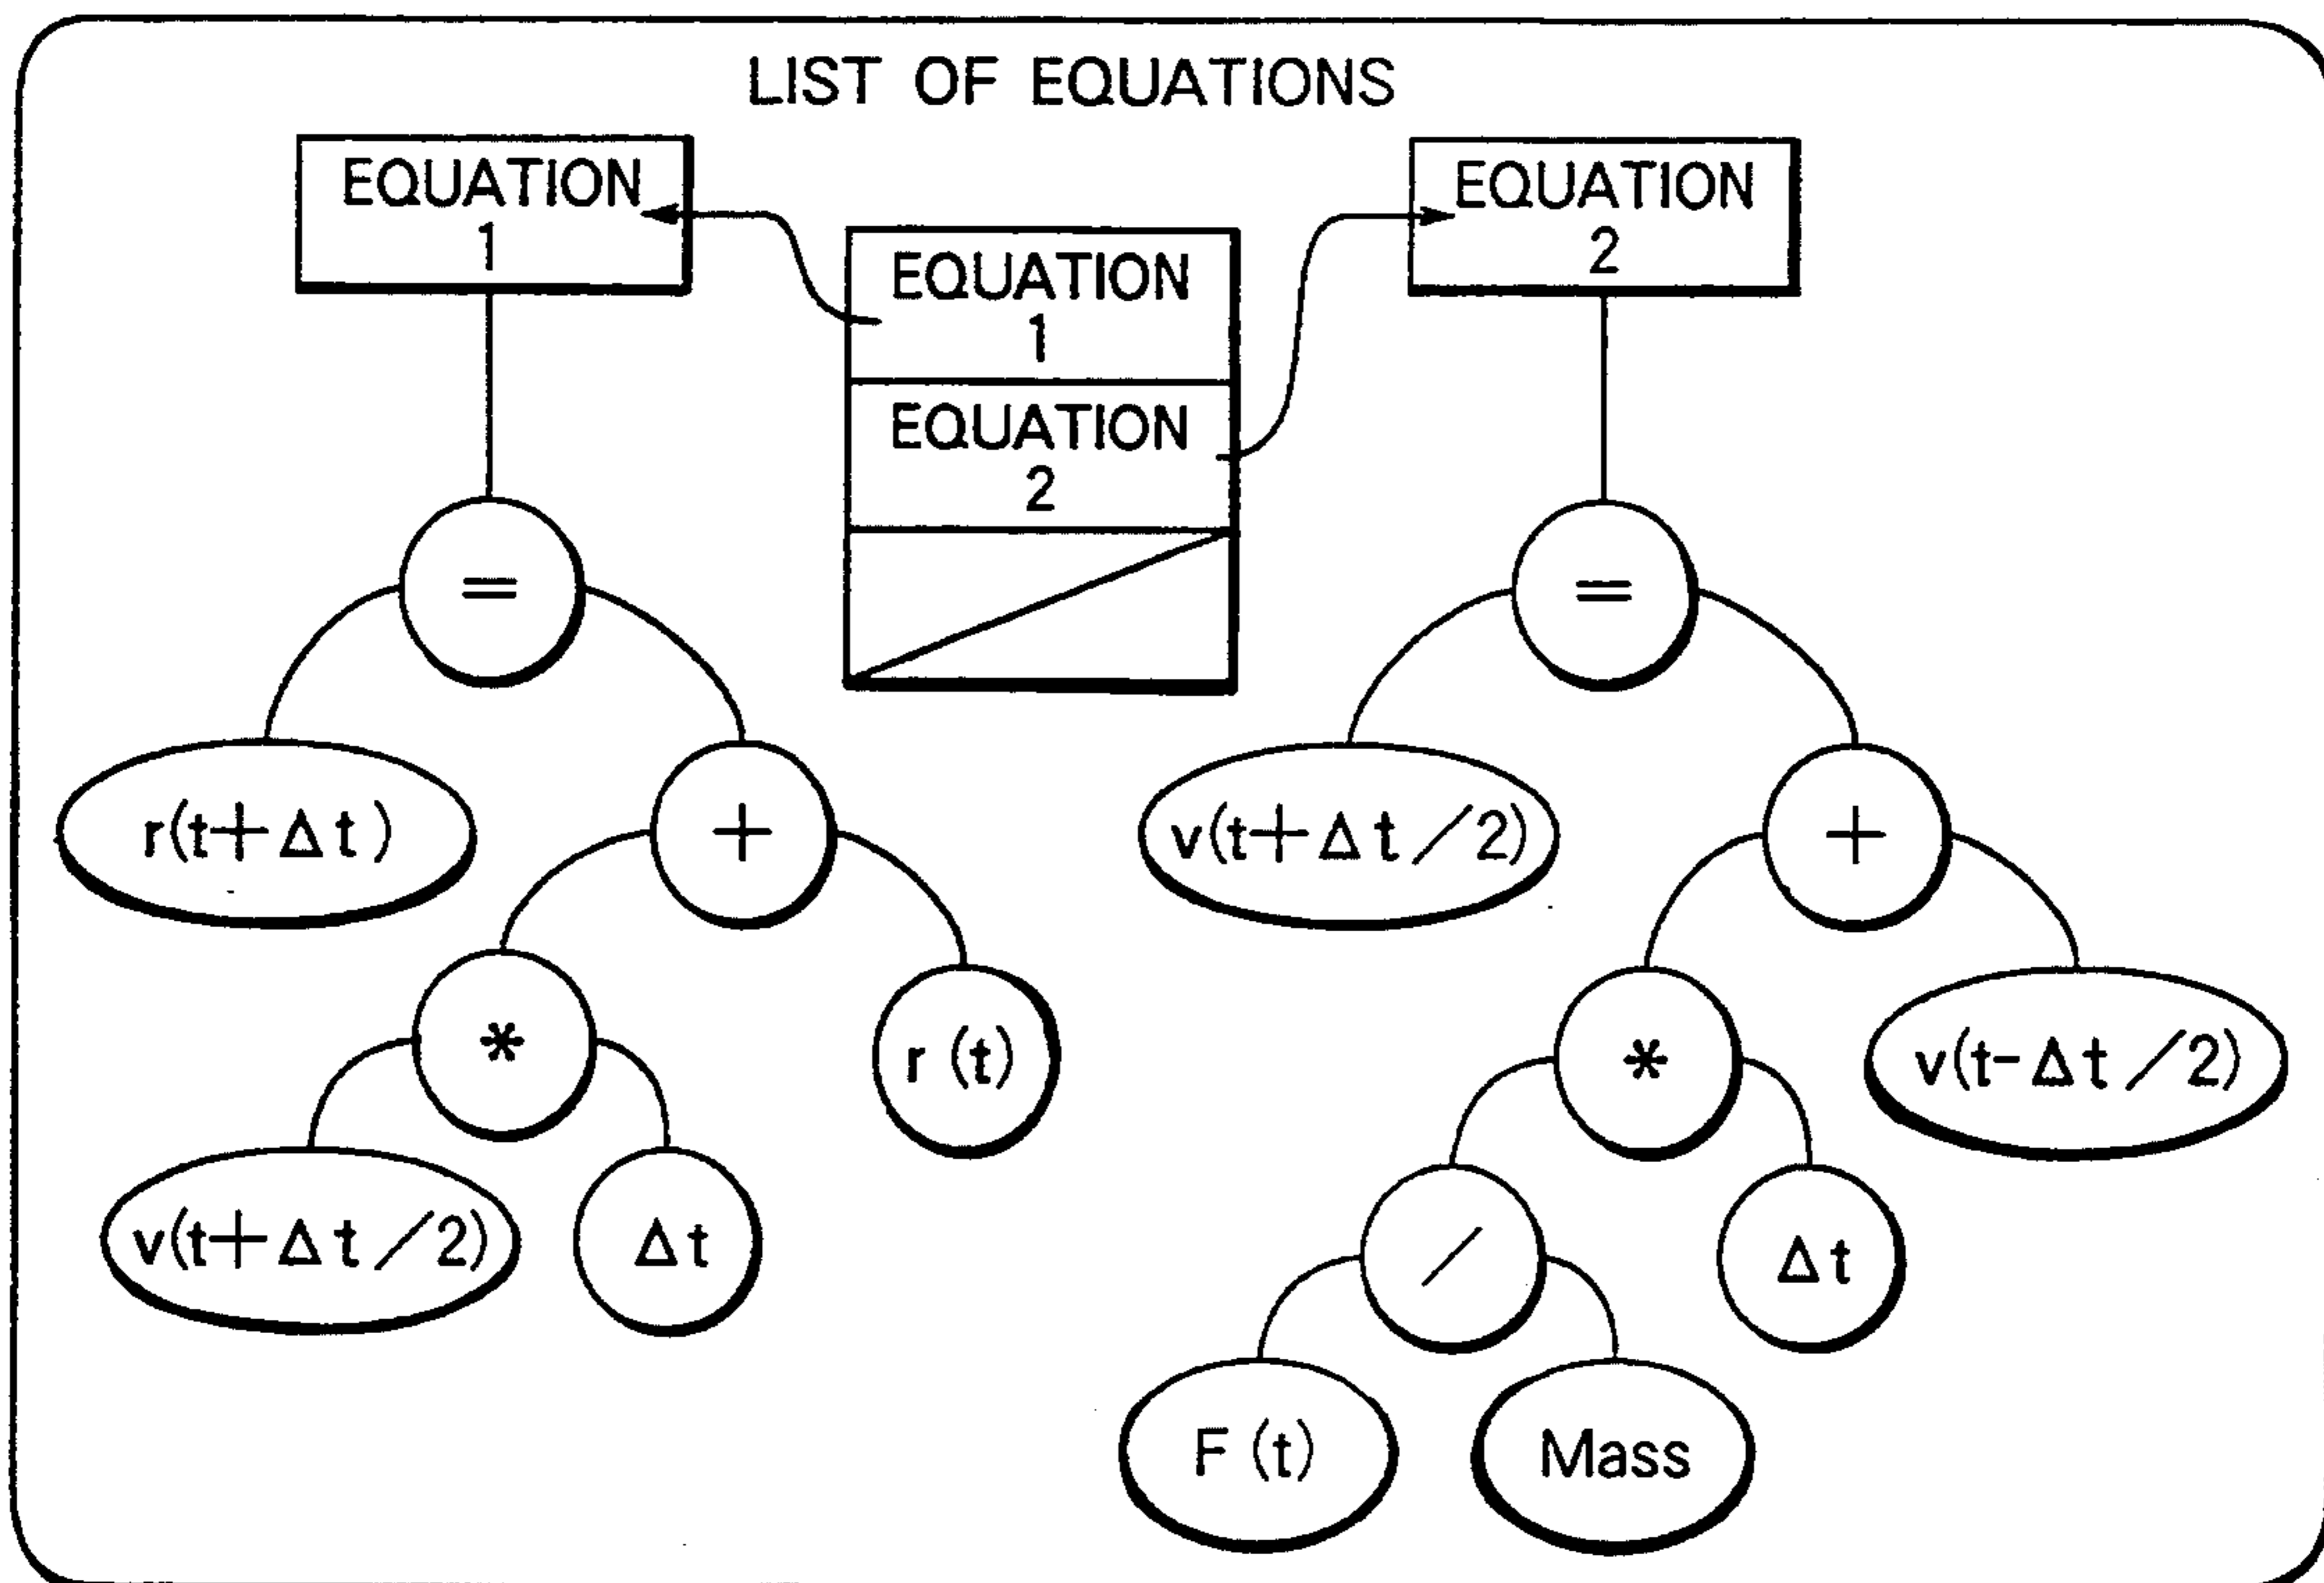 LIST OF EQUATIONS
EQUATION
1
EQUATION
2
EQUATION
1
EQUATION
2
=
=
r(t+Δt)
+
v(t+Δt/2)
+
*
r(t)
*
v(t-Δt/2)
v(t+Δt/2)
Δt
/
Δt
F(t)
Mass